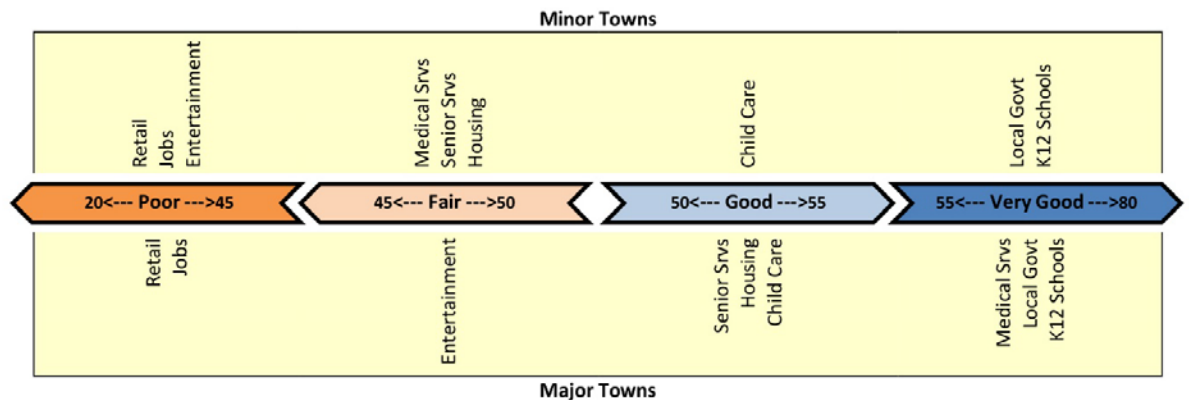 Minor Towns
Retail
Jobs
Entertainment
Medical Srvs
Senior Srvs
Housing
Child Care
Local Govt
K12 Schools
20<--- Poor --->45
45<--- Fair --->50
50<--- Good --->55
55<--- Very Good --->80
Retail
Jobs
Entertainment
Senior Srvs
Housing
Child Care
Medical Srvs
Local Govt
K12 Schools
Major Towns